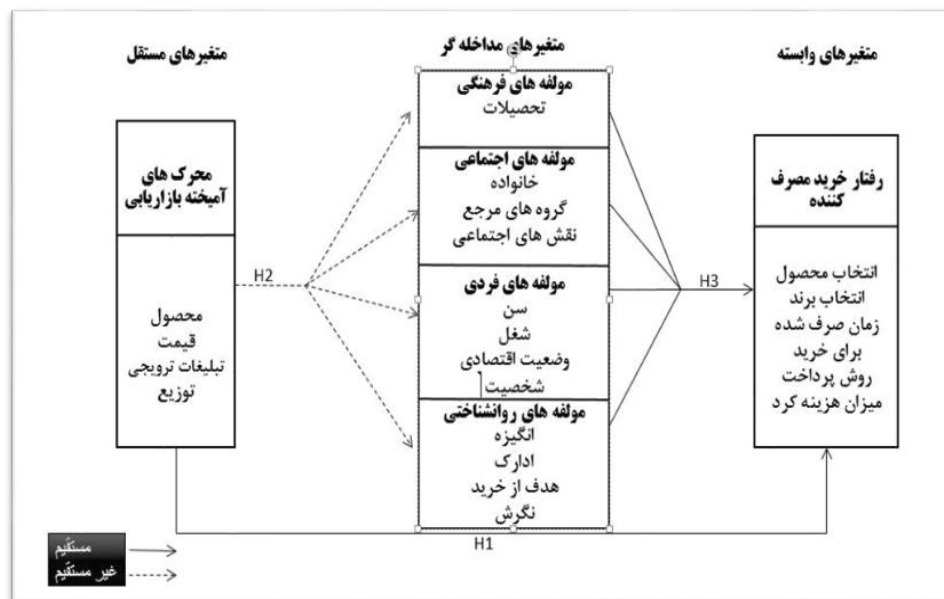 متغیرهای وابسته
متغیرهای مداخله گر
متغیرهای مستقل
رفتار خرید مصرف
کننده
انتخاب محصول
انتخاب برند
زمان صرف شده
برای خرید
روش پرداخت
میزان هزینه کرد
H3
مولفه های فرهنگی
تحصیلات
مولفه های اجتماعی
خانواده
گروه های مرجع
نقش های اجتماعی
مولفه های فردی
سن
شغل
وضعیت اقتصادی
شخصیت
مولفه های روانشناختی
انگیزه
ادارک
هدف از خرید
نگرش
H2
محرک های
آمیخته بازاریابی
محصول
قیمت
تبلیغات ترویجی
توزیع
H1
مستقیم
غیر مستقیم